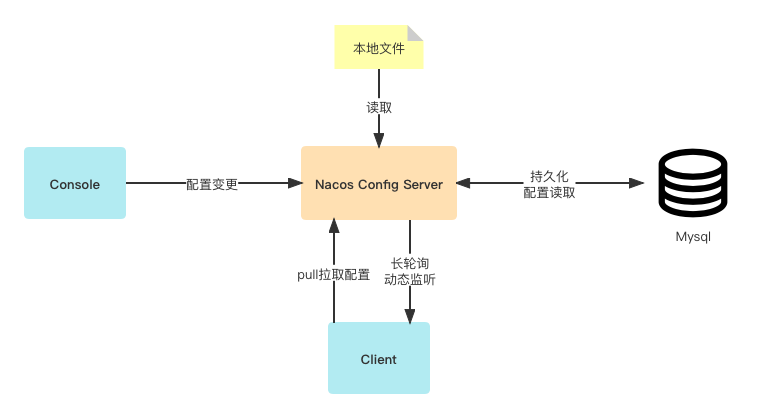 本地文件
读取
Console
配置变更
Nacos Config Server
持久化
配置读取
Mysql
pull拉取配置
长轮询
动态监听
Client